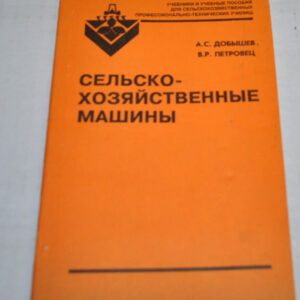 УЧЕБНИКИ И УЧЕБНЫЕ ПОСОБИЯ
ДЛЯ СЕЛЬСКОХОЗЯЙСТВЕННЫХ
ПРОФЕССИОНАЛЬНО-ТЕХНИЧЕСКИХ УЧИЛИЩ
А.С. ДОБЫШЕВ,
В.Р. ПЕТРОВЕЦ
СЕЛЬСКО-
ХОЗЯЙСТВЕННЫЕ
МАШИНЫ